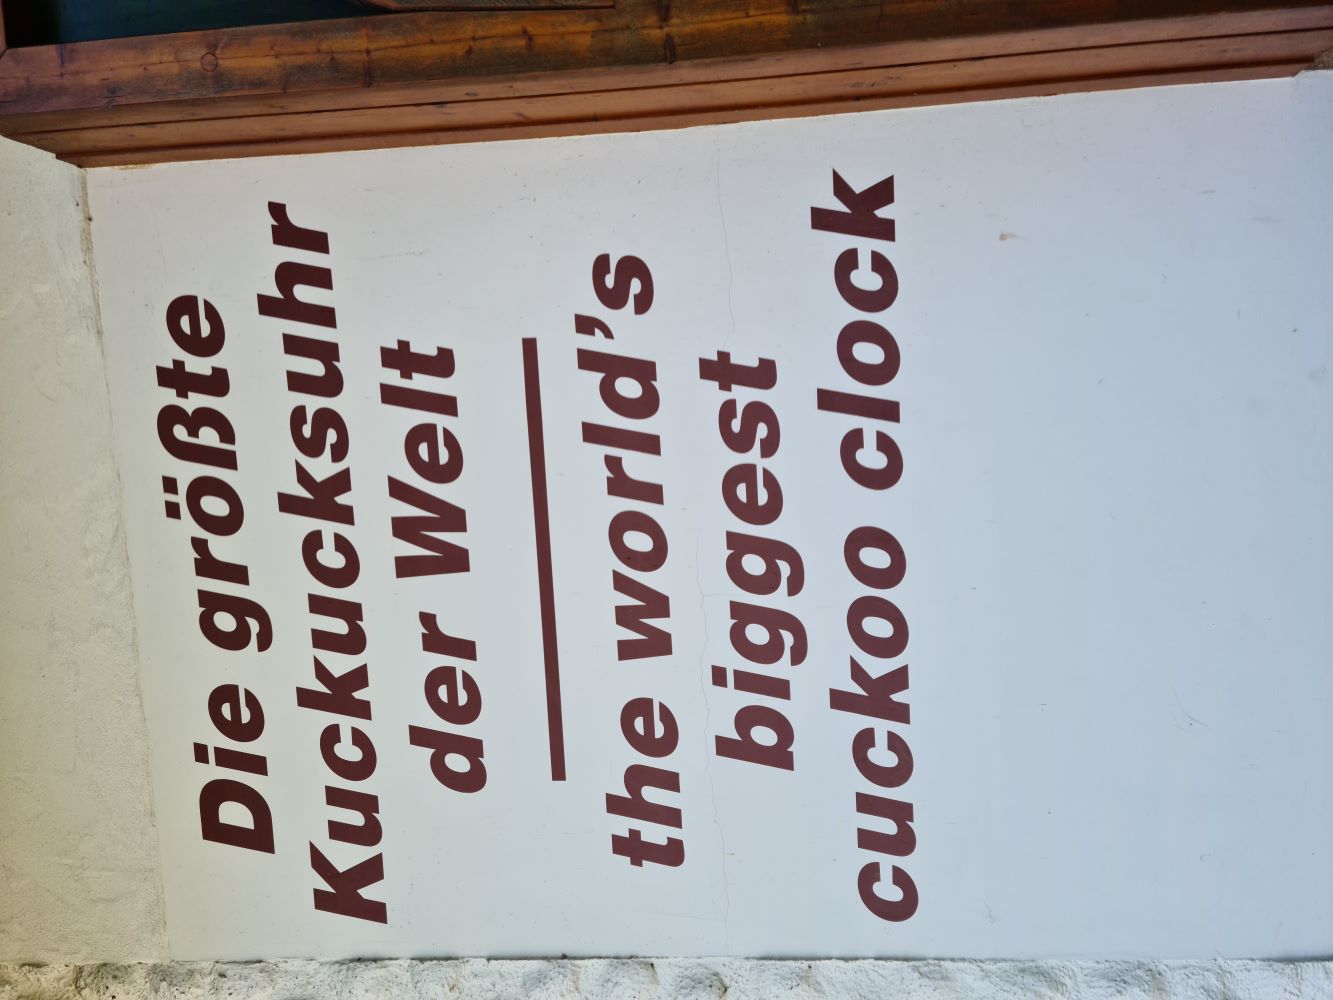 Die größte
Kuckucksuhr
der Welt
the world's
biggest
cuckoo clock